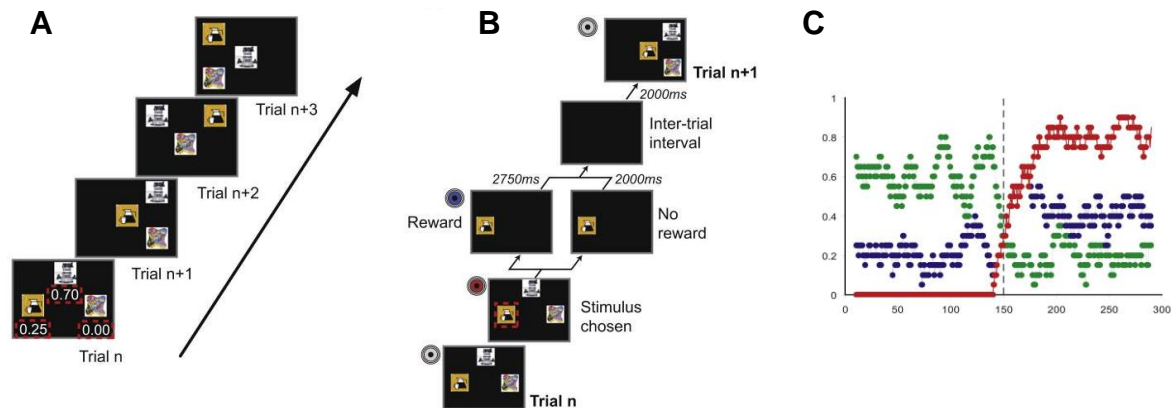 A
Trial n+3
Trial n+2
Trial n+1
0.70
0.25
0.00
Trial n
B
Trial n+1
2000ms
Inter-trial
interval
2750ms
2000ms
Reward
No
reward
Stimulus
chosen
Trial n
C
1
0.8
0.6
0.4
0.2
0
0 50 100 150 200 250 300